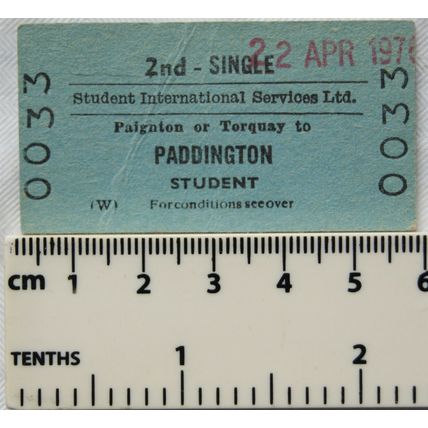 22 APR 197
2nd - SINGLE
Student International Services Ltd.
Paignton or Torquay to
PADDINGTON
STUDENT
(W) For conditions see over
0033
0033
cm 1 2 3 4 5 6
TENTHS 1 2